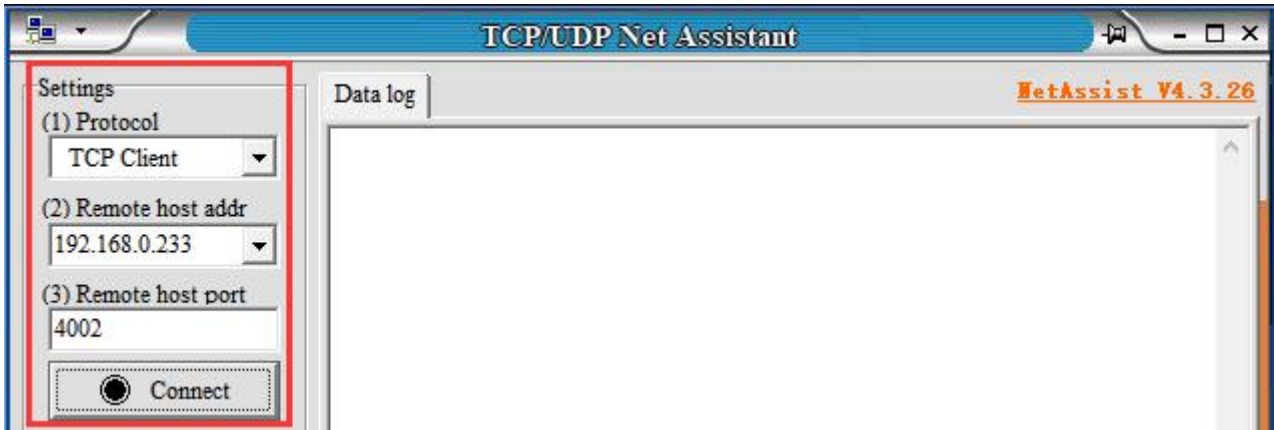 TCP/UDP Net Assistant
Settings
(1) Protocol
TCP Client
(2) Remote host addr
192.168.0.233
(3) Remote host port
4002
Connect
Data log
NetAssist V4.3.26